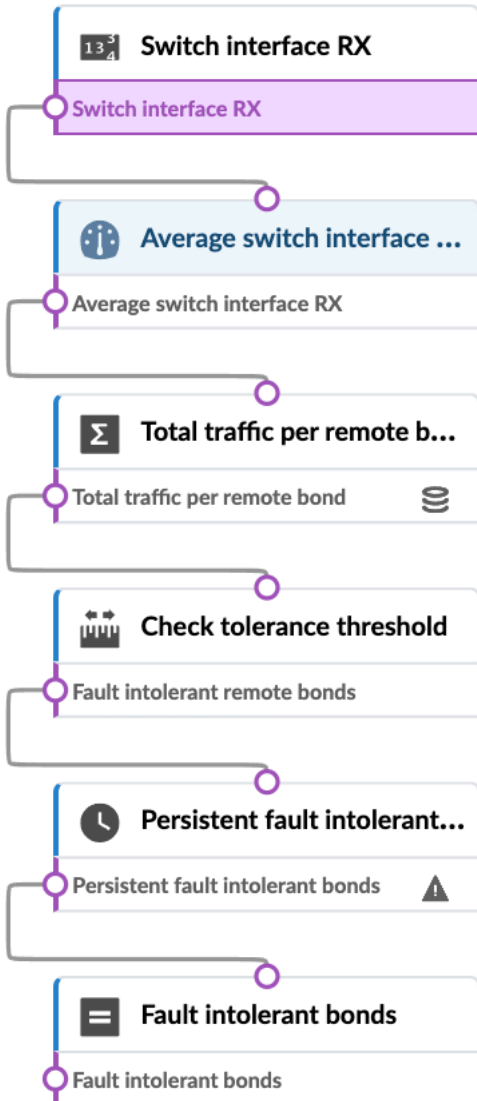 Switch interface RX
Switch interface RX
Average switch interface ...
Average switch interface RX
Total traffic per remote b...
Total traffic per remote bond
Check tolerance threshold
Fault intolerant remote bonds
Persistent fault intolerant...
Persistent fault intolerant bonds
Fault intolerant bonds
Fault intolerant bonds